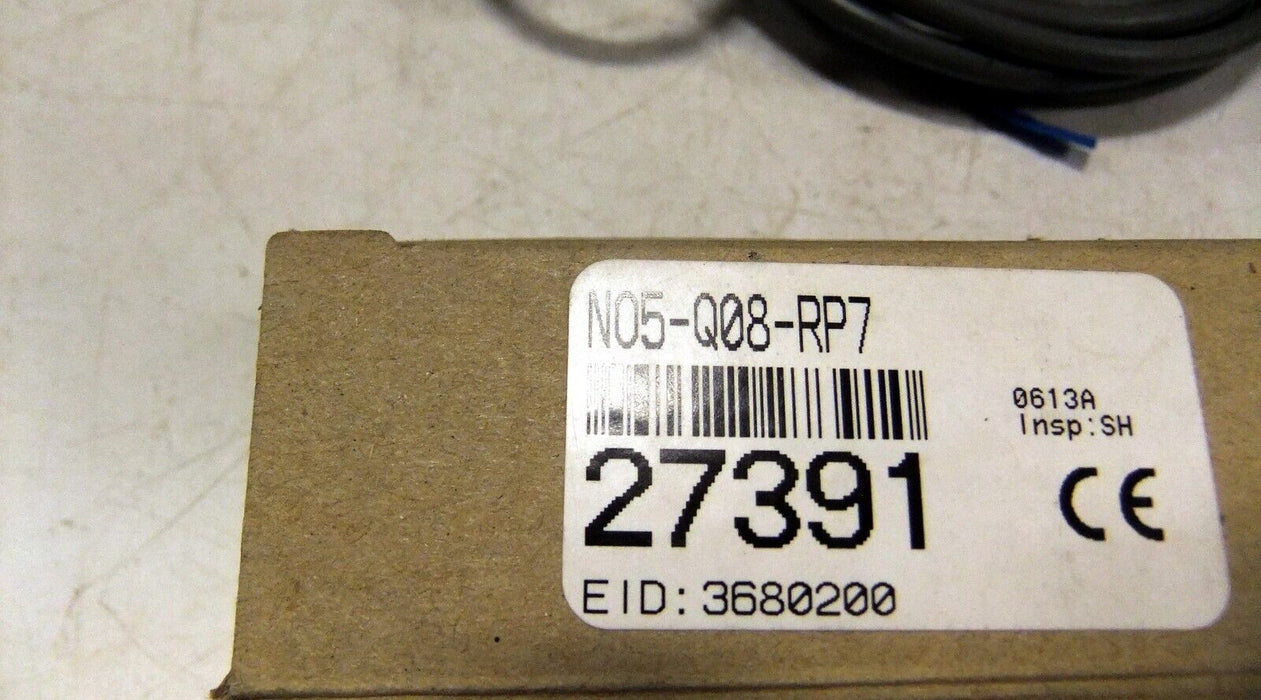 NO5-Q08-RP7
0613A
Insp:SH
27391
CE
EID: 3680200